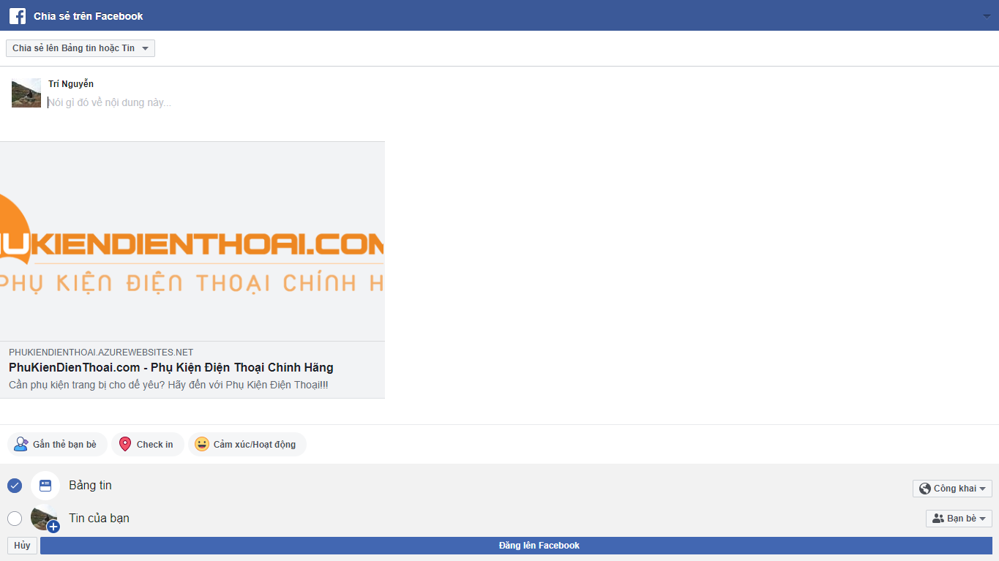 Chia sẻ trên Facebook
Chia sẻ lên Bảng tin hoặc Tin
Trí Nguyễn
Nói gì đó về nội dung này...
UKIENDIENTHOAI.COM
PHỤ KIỆN ĐIỆN THOẠI CHÍNH H
PHUKIENDIENTHOAI.AZUREWEBSITES.NET
PhuKienDienThoai.com - Phụ Kiện Điện Thoại Chính Hãng
Cần phụ kiện trang bị cho dế yêu? Hãy đến với Phụ Kiện Điện Thoại!!!
Gắn thẻ bạn bè
Check in
Cảm xúc/Hoạt động
Bảng tin
Công khai
Tin của bạn
Bạn bè
Hủy
Đăng lên Facebook